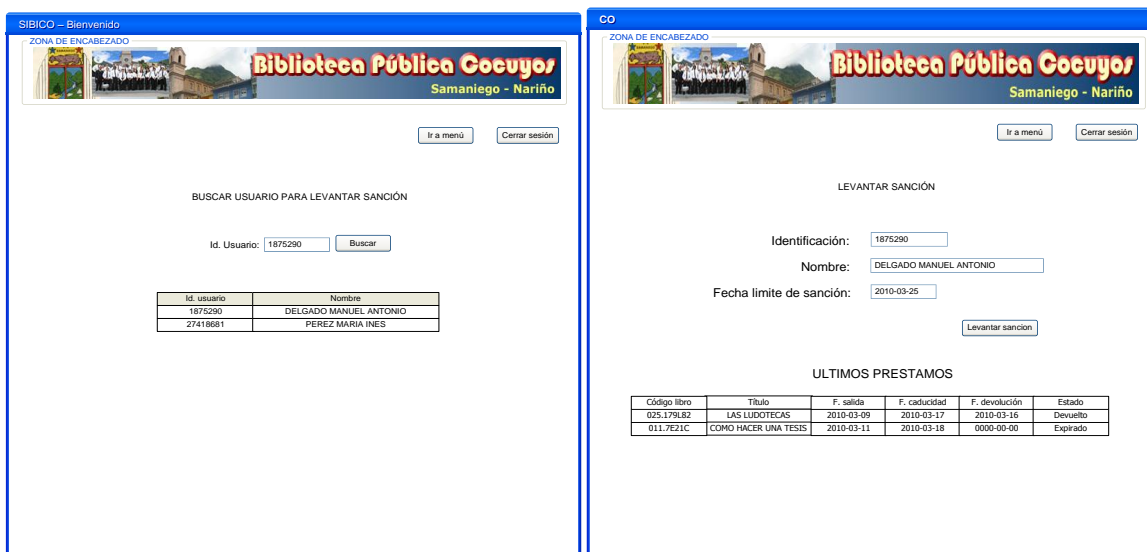 SIBICO – Bienvenido
ZONA DE ENCABEZADO
Biblioteca Pública Cocuyos
Samaniego - Nariño
Ir a menú Cerrar sesión
BUSCAR USUARIO PARA LEVANTAR SANCIÓN
Id. Usuario: 1875290 Buscar
Id. usuario Nombre
1875290 DELGADO MANUEL ANTONIO
27418681 PEREZ MARIA INES
CO
ZONA DE ENCABEZADO
Biblioteca Pública Cocuyos
Samaniego - Nariño
Ir a menú Cerrar sesión
LEVANTAR SANCIÓN
Identificación: 1875290
Nombre: DELGADO MANUEL ANTONIO
Fecha limite de sanción: 2010-03-25
Levantar sancion
ULTIMOS PRESTAMOS
Código libro Título F. salida F. caducidad F. devolución Estado
025.179L82 LAS LUDOTECAS 2010-03-09 2010-03-17 2010-03-16 Devuelto
011.7E21C COMO HACER UNA TESIS 2010-03-11 2010-03-18 0000-00-00 Expirado